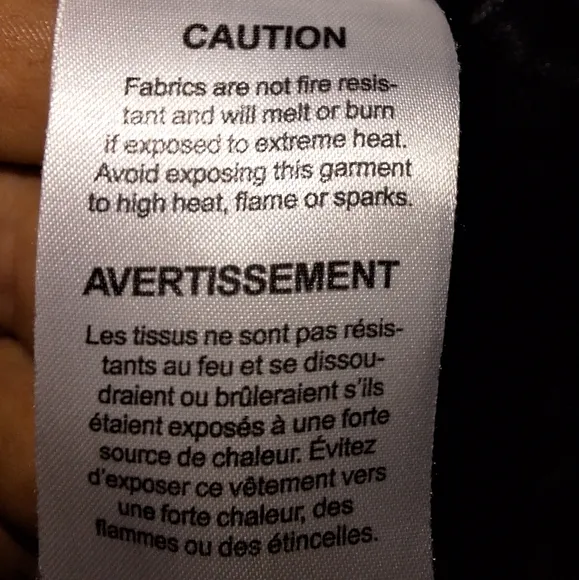 CAUTION
Fabrics are not fire resis-
tant and will melt or burn
if exposed to extreme heat.
Avoid exposing this garment
to high heat, flame or sparks.
AVERTISSEMENT
Les tissus ne sont pas résis-
tants au feu et se dissou-
draient ou brûleraient s'ils
étaient exposés à une forte
source de chaleur. Évitez
d'exposer ce vêtement vers
une forte chaleur, des
flammes ou des étincelles.